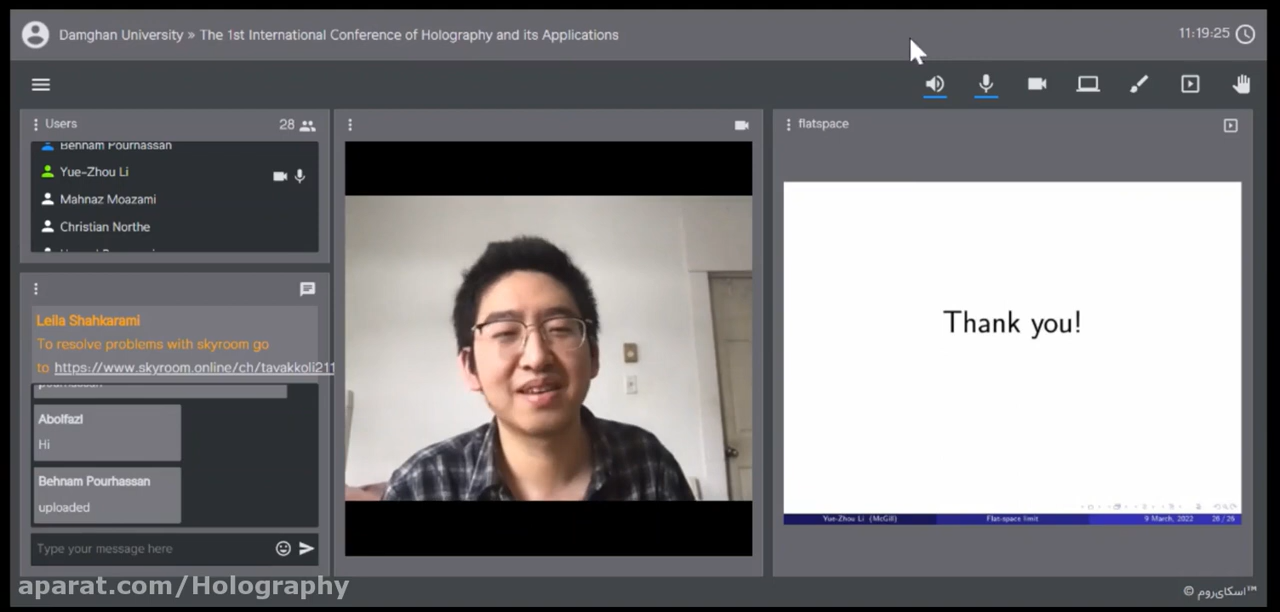 Damghan University » The 1st International Conference of Holography and its Applications
11:19:25
Users
28
Behnam Pourhassan
Yue-Zhou Li
Mahnaz Moazami
Christian Northe
Leila Shahkarami
To resolve problems with skyroom go
to https://www.skyroom.online/ch/tavakkoli211
pourhassan
Abolfazl
Hi
Behnam Pourhassan
uploaded
Type your message here
flatspace
Thank you!
Yue-Zhou Li (McGill)
Flat-space limit
9 March, 2022
26 / 26
aparat.com/Holography
© اسکای‌روم™